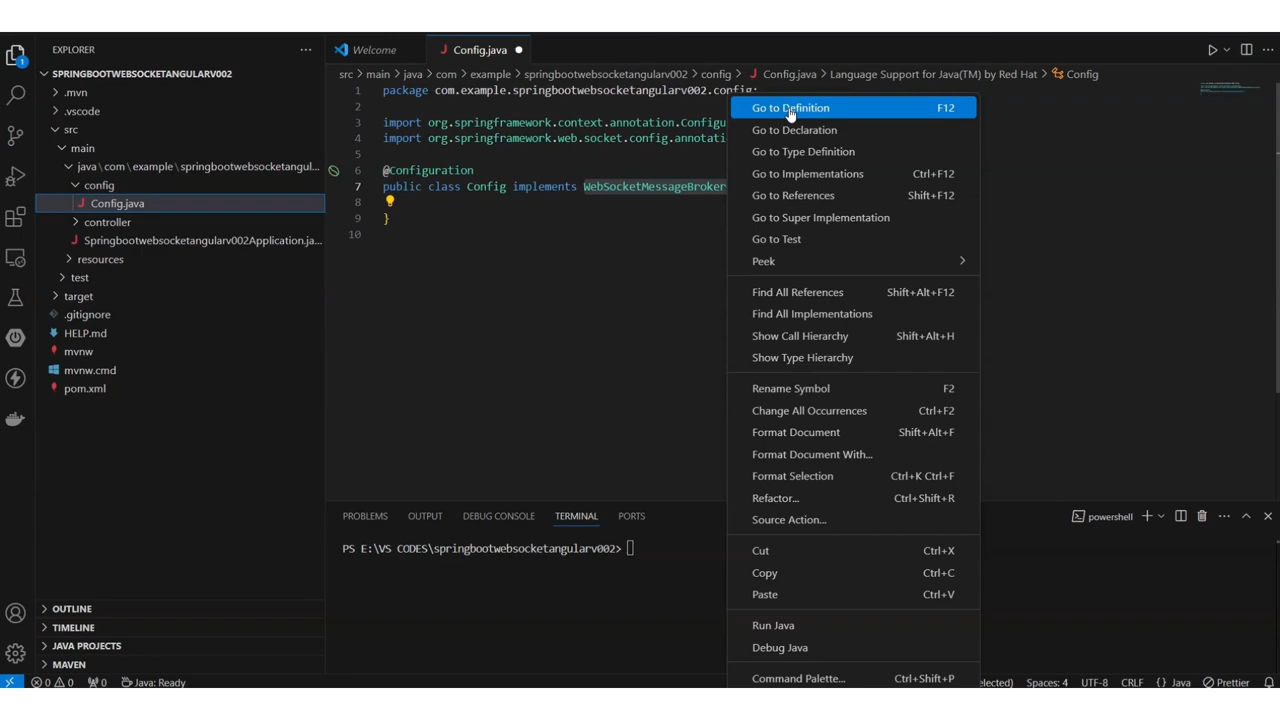 EXPLORER
SPRINGBOOTWEBSOCKETANGULARV002
.mvn
.vscode
src
main
java\com\example\springbootwebsocketangul...
config
Config.java
controller
Springbootwebsocketangularv002Application.ja...
resources
test
target
.gitignore
HELP.md
mvnw
mvnw.cmd
pom.xml
OUTLINE
TIMELINE
JAVA PROJECTS
MAVEN
1
Welcome
Config.java
src > main > java > com > example > springbootwebsocketangularv002 > config > Config.java > Language Support for Java(TM) by Red Hat > Config
1 package com.example.springbootwebsocketangularv002.config;
2
3 import org.springframework.context.annotation.Configu
4 import org.springframework.web.socket.config.annotatio
5
6 @Configuration
7 public class Config implements WebSocketMessageBroker
8
9 }
10
Go to Definition F12
Go to Declaration
Go to Type Definition
Go to Implementations Ctrl+F12
Go to References Shift+F12
Go to Super Implementation
Go to Test
Peek
Find All References Shift+Alt+F12
Find All Implementations
Show Call Hierarchy Shift+Alt+H
Show Type Hierarchy
Rename Symbol F2
Change All Occurrences Ctrl+F2
Format Document Shift+Alt+F
Format Document With...
Format Selection Ctrl+K Ctrl+F
Refactor... Ctrl+Shift+R
Source Action...
Cut Ctrl+X
Copy Ctrl+C
Paste Ctrl+V
Run Java
Debug Java
Command Palette... Ctrl+Shift+P
PROBLEMS OUTPUT DEBUG CONSOLE TERMINAL PORTS
powershell
PS E:\VS CODES\springbootwebsocketangularv002>
0 0 0 Java: Ready
elected) Spaces: 4 UTF-8 CRLF {} Java Prettier